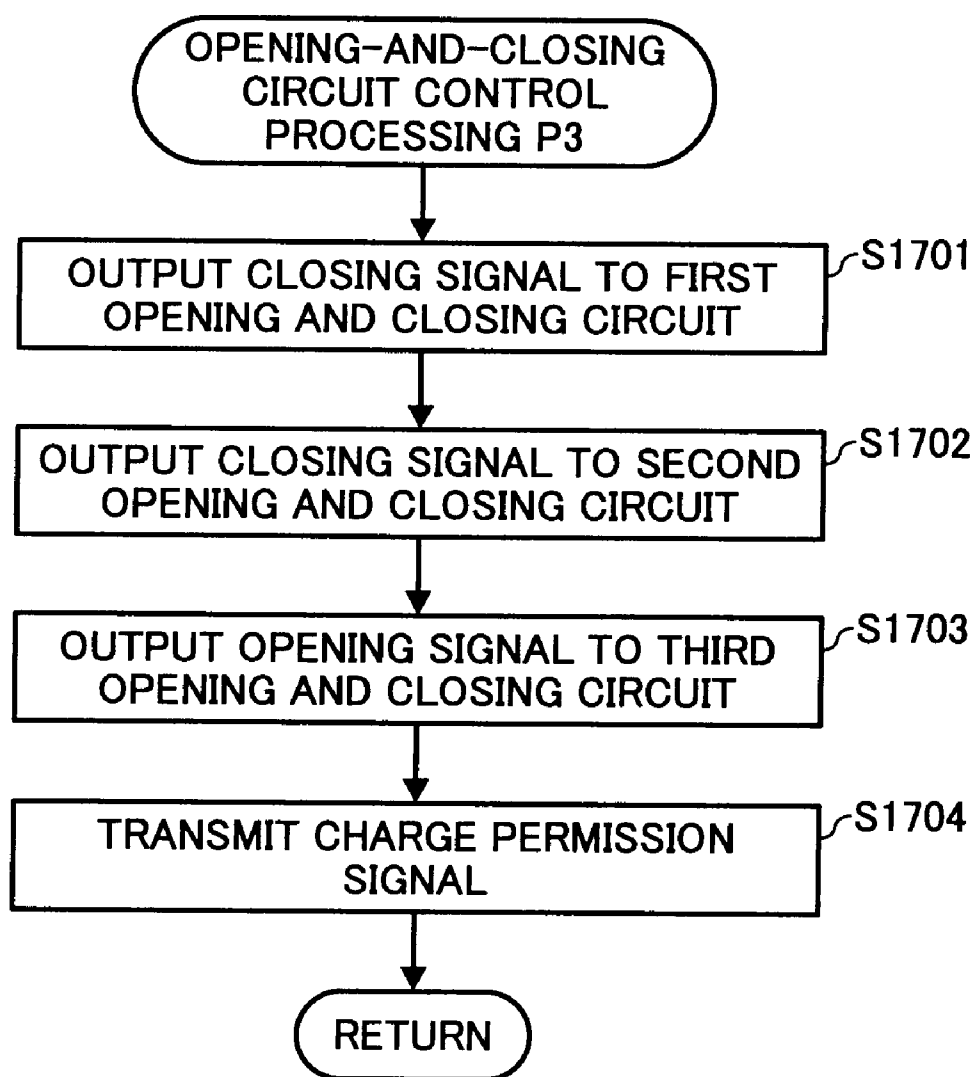 OPENING-AND-CLOSING
CIRCUIT CONTROL
PROCESSING P3
OUTPUT CLOSING SIGNAL TO FIRST
OPENING AND CLOSING CIRCUIT
S1701
OUTPUT CLOSING SIGNAL TO SECOND
OPENING AND CLOSING CIRCUIT
S1702
OUTPUT OPENING SIGNAL TO THIRD
OPENING AND CLOSING CIRCUIT
S1703
TRANSMIT CHARGE PERMISSION
SIGNAL
S1704
RETURN